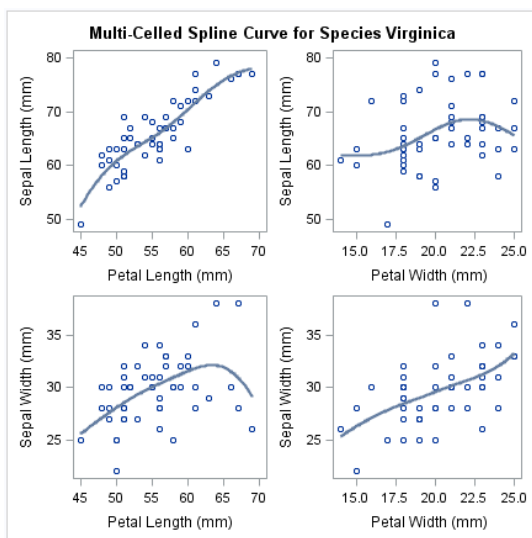 Multi-Celled Spline Curve for Species Virginica
Sepal Length (mm)
80
70
60
50
45 50 55 60 65 70
Petal Length (mm)
Sepal Length (mm)
80
70
60
50
15.0 17.5 20.0 22.5 25.0
Petal Width (mm)
Sepal Width (mm)
35
30
25
45 50 55 60 65 70
Petal Length (mm)
Sepal Width (mm)
35
30
25
15.0 17.5 20.0 22.5 25.0
Petal Width (mm)